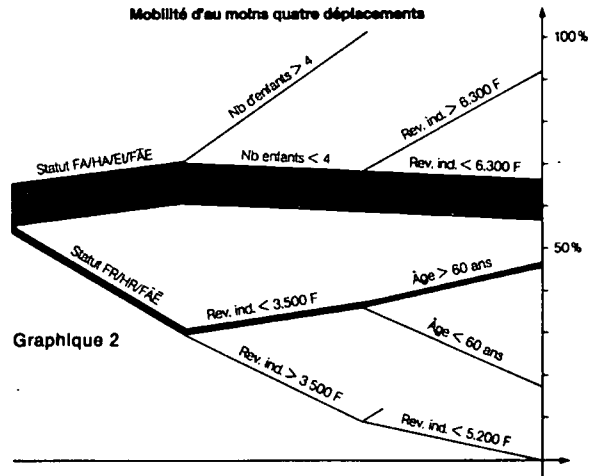 Mobilité d'au moins quatre déplacements
100%
Nb d'enfants > 4
Rev. ind. > 6.300 F
Statut FA/HA/EI/FĀE
Nb enfants < 4
Rev. ind. < 6.300 F
50%
Statut FR/HR/FĀĒ
Âge > 60 ans
Rev. ind. < 3.500 F
Graphique 2
Âge < 60 ans
Rev. ind. > 3 500 F
Rev. ind. < 5.200 F